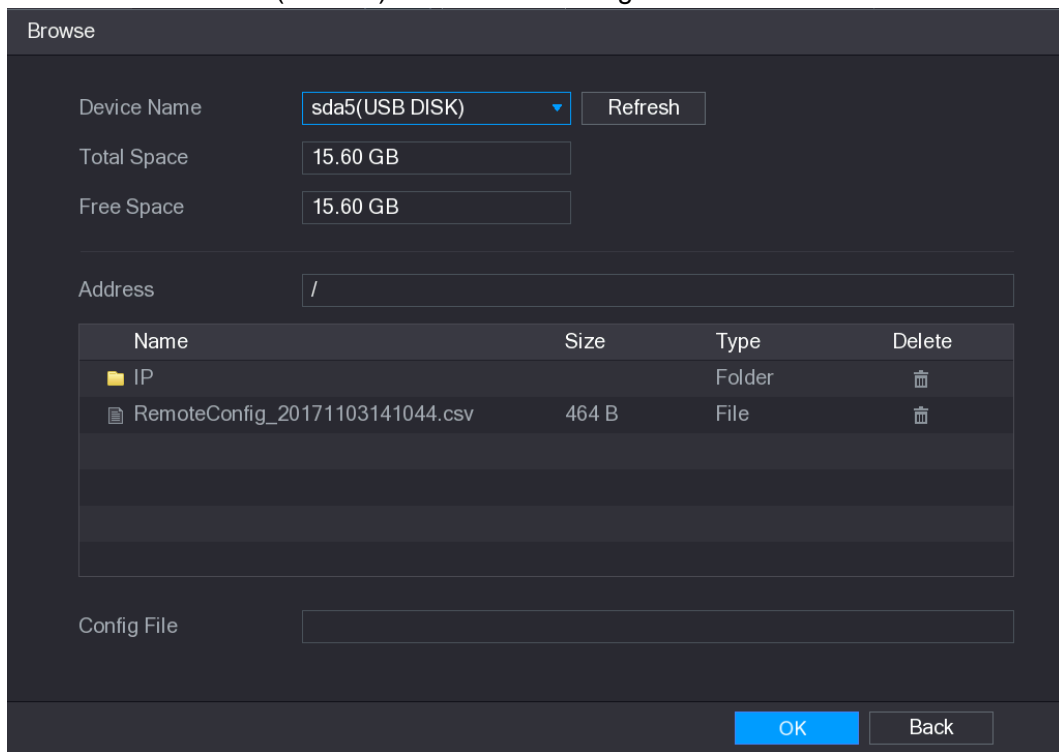 Browse
Device Name sda5(USB DISK) Refresh
Total Space 15.60 GB
Free Space 15.60 GB
Address /
Name Size Type Delete
IP Folder
RemoteConfig_20171103141044.csv 464 B File
Config File
OK Back